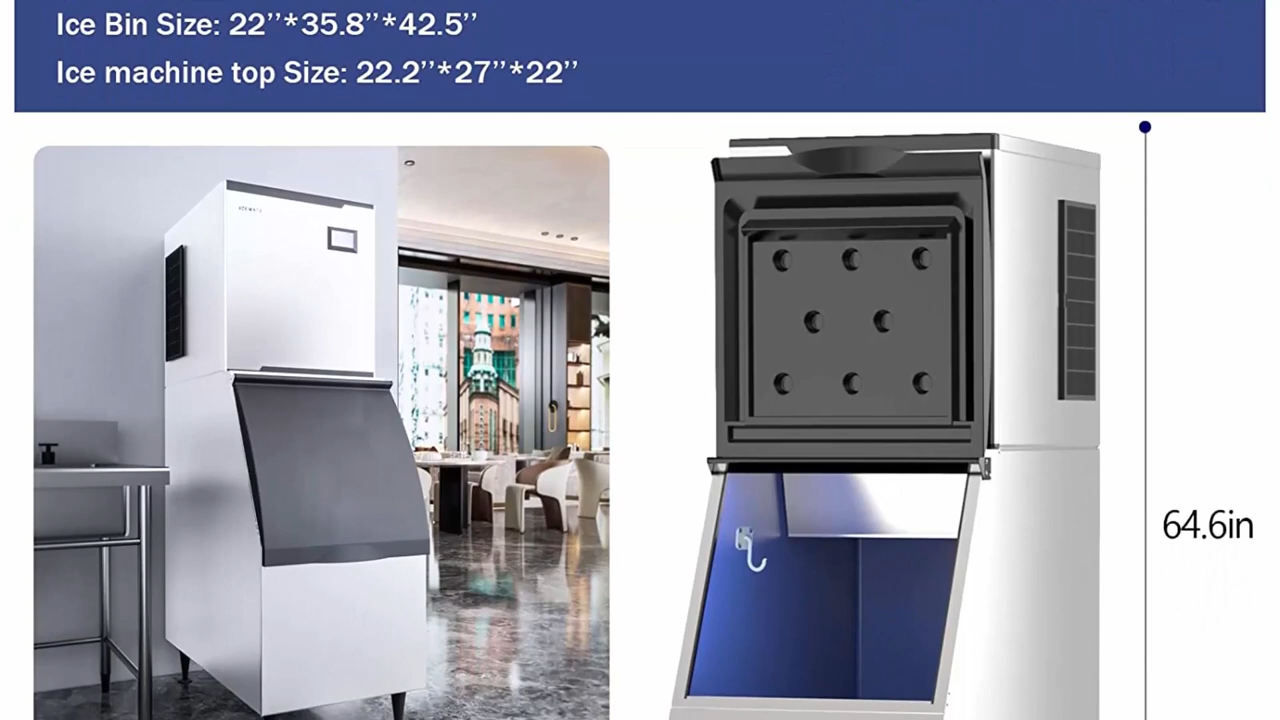 Ice Bin Size: 22’’*35.8’’*42.5’’
Ice machine top Size: 22.2’’*27’’*22’’
64.6in